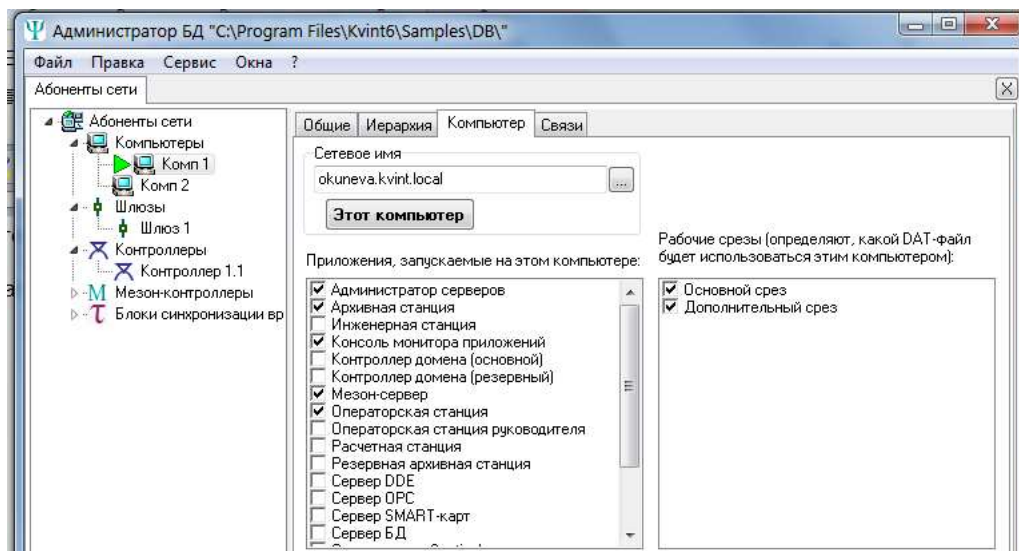 Администратор БД "C:\Program Files\Kvint6\Samples\DB\"
Файл Правка Сервис Окна ?
Абоненты сети
Абоненты сети
Компьютеры
Комп 1
Комп 2
Шлюзы
Шлюз 1
Контроллеры
Контроллер 1.1
Мезон-контроллеры
Блоки синхронизации вр
Общие Иерархия Компьютер Связи
Сетевое имя
okuneva.kvint.local
...
Этот компьютер
Приложения, запускаемые на этом компьютере:
Администратор серверов
Архивная станция
Инженерная станция
Консоль монитора приложений
Контроллер домена (основной)
Контроллер домена (резервный)
Мезон-сервер
Операторская станция
Операторская станция руководителя
Расчетная станция
Резервная архивная станция
Сервер DDE
Сервер OPC
Сервер SMART-карт
Сервер БД
Рабочие срезы (определяют, какой DAT-файл
будет использоваться этим компьютером):
Основной срез
Дополнительный срез